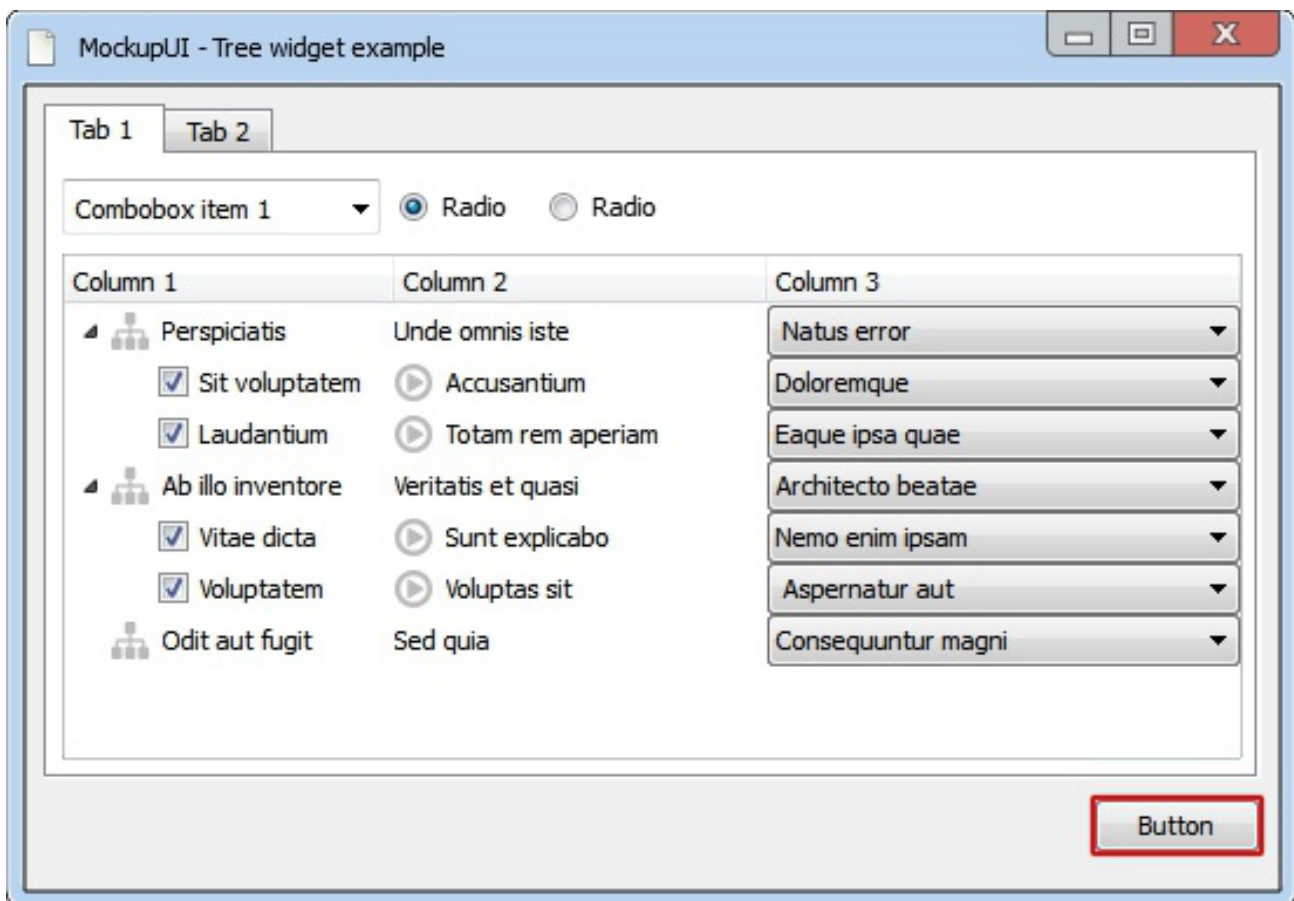 MockupUI - Tree widget example
Tab 1 Tab 2
Combobox item 1 Radio Radio
Column 1 Column 2 Column 3
Perspiciatis Unde omnis iste Natus error
Sit voluptatem Accusantium Doloremque
Laudantium Totam rem aperiam Eaque ipsa quae
Ab illo inventore Veritatis et quasi Architecto beatae
Vitae dicta Sunt explicabo Nemo enim ipsam
Voluptatem Voluptas sit Aspernatur aut
Odit aut fugit Sed quia Consequuntur magni
Button